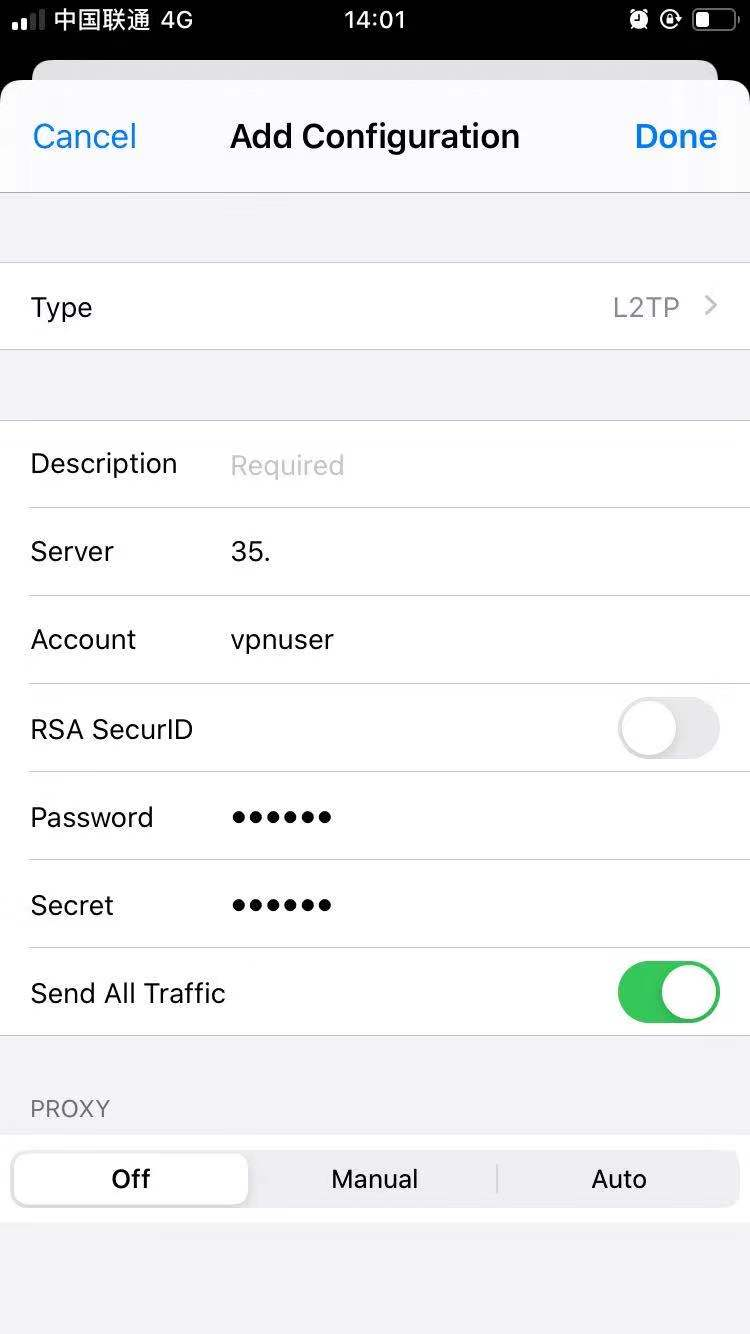 中国联通 4G 14:01
Cancel Add Configuration Done
Type L2TP
Description Required
Server 35.
Account vpnuser
RSA SecurID
Password ••••••
Secret ••••••
Send All Traffic
PROXY
Off Manual Auto